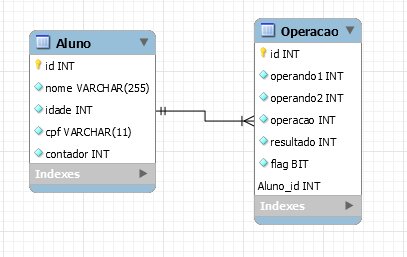 Aluno
id INT
nome VARCHAR(255)
idade INT
cpf VARCHAR(11)
contador INT
Indexes
Operacao
id INT
operando1 INT
operando2 INT
operacao INT
resultado INT
flag BIT
Aluno_id INT
Indexes